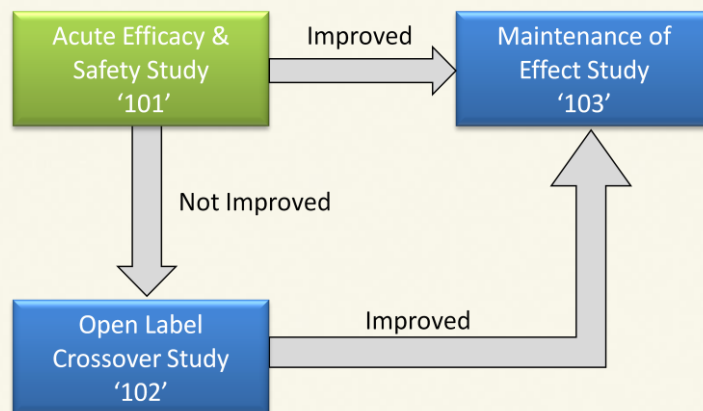 Acute Efficacy &
Safety Study
‘101’
Improved
Maintenance of
Effect Study
‘103’
Not Improved
Open Label
Crossover Study
‘102’
Improved